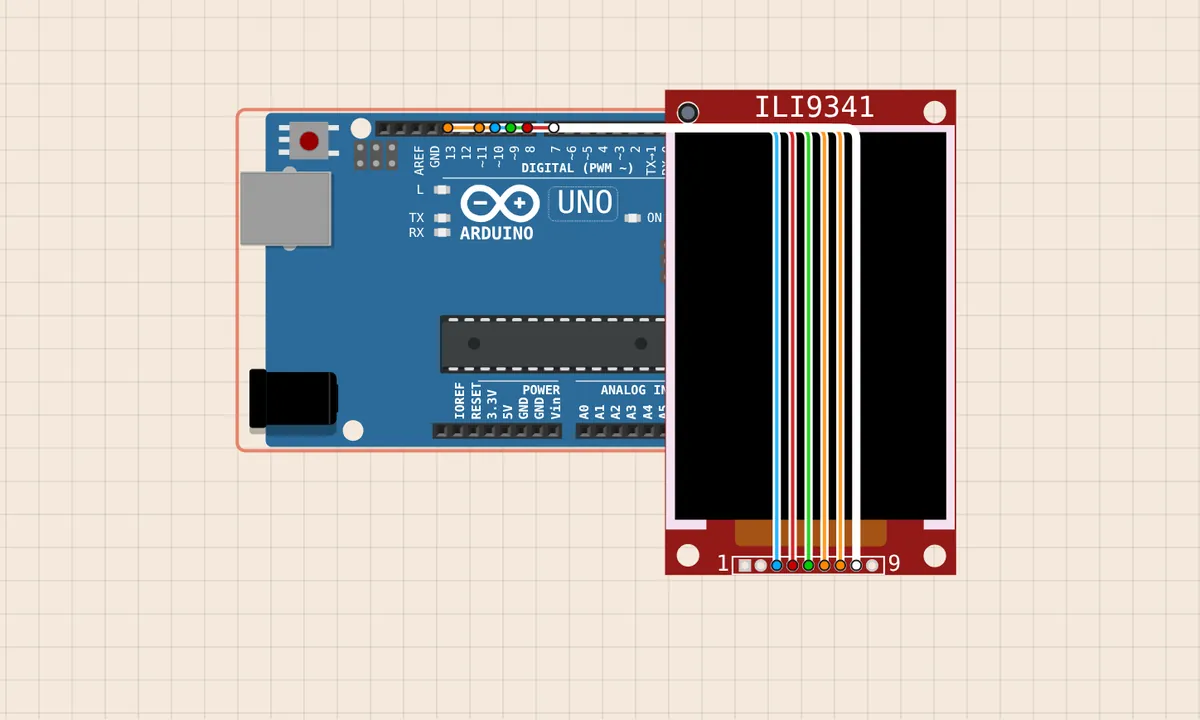 ILI9341
AREF
GND
13
12
~11
~10
~9
8
7
~6
~5
4
~3
2
TX→1
DIGITAL (PWM ~)
L
TX
RX
UNO
ON
ARDUINO
IOREF
RESET
3.3V
5V
GND
GND
Vin
POWER
ANALOG IN
A0
A1
A2
A3
A4
A5
1
9